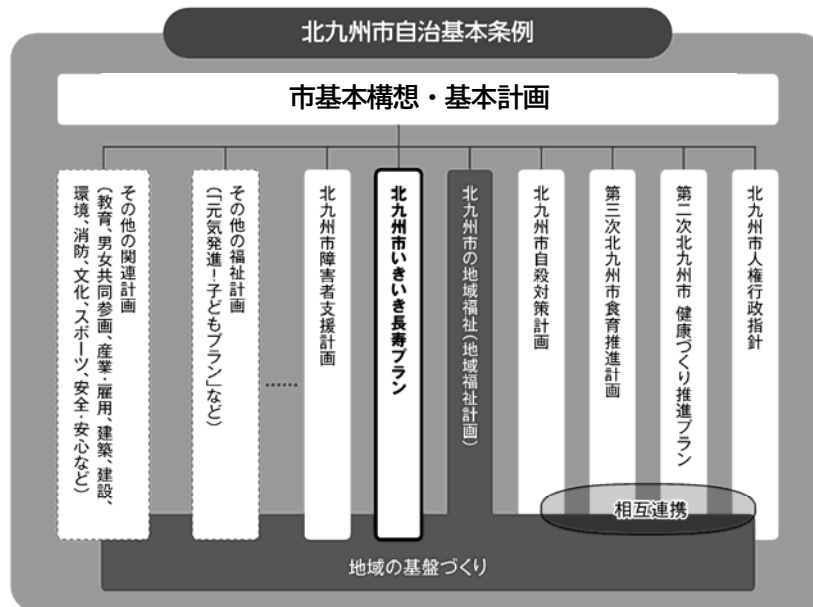 北九州市自治基本条例
市基本構想・基本計画
北九州市人権行政指針
第二次北九州市 健康づくり推進プラン
第三次北九州市食育推進計画
北九州市自殺対策計画
北九州市の地域福祉(地域福祉計画)
北九州市いきいき長寿プラン
北九州市障害者支援計画
……
その他の福祉計画
(「元気発進!子どもプラン」など)
その他の関連計画
(教育、男女共同参画、産業・雇用、建築、建設、
環境、消防、文化、スポーツ、安全・安心など)
相互連携
地域の基盤づくり